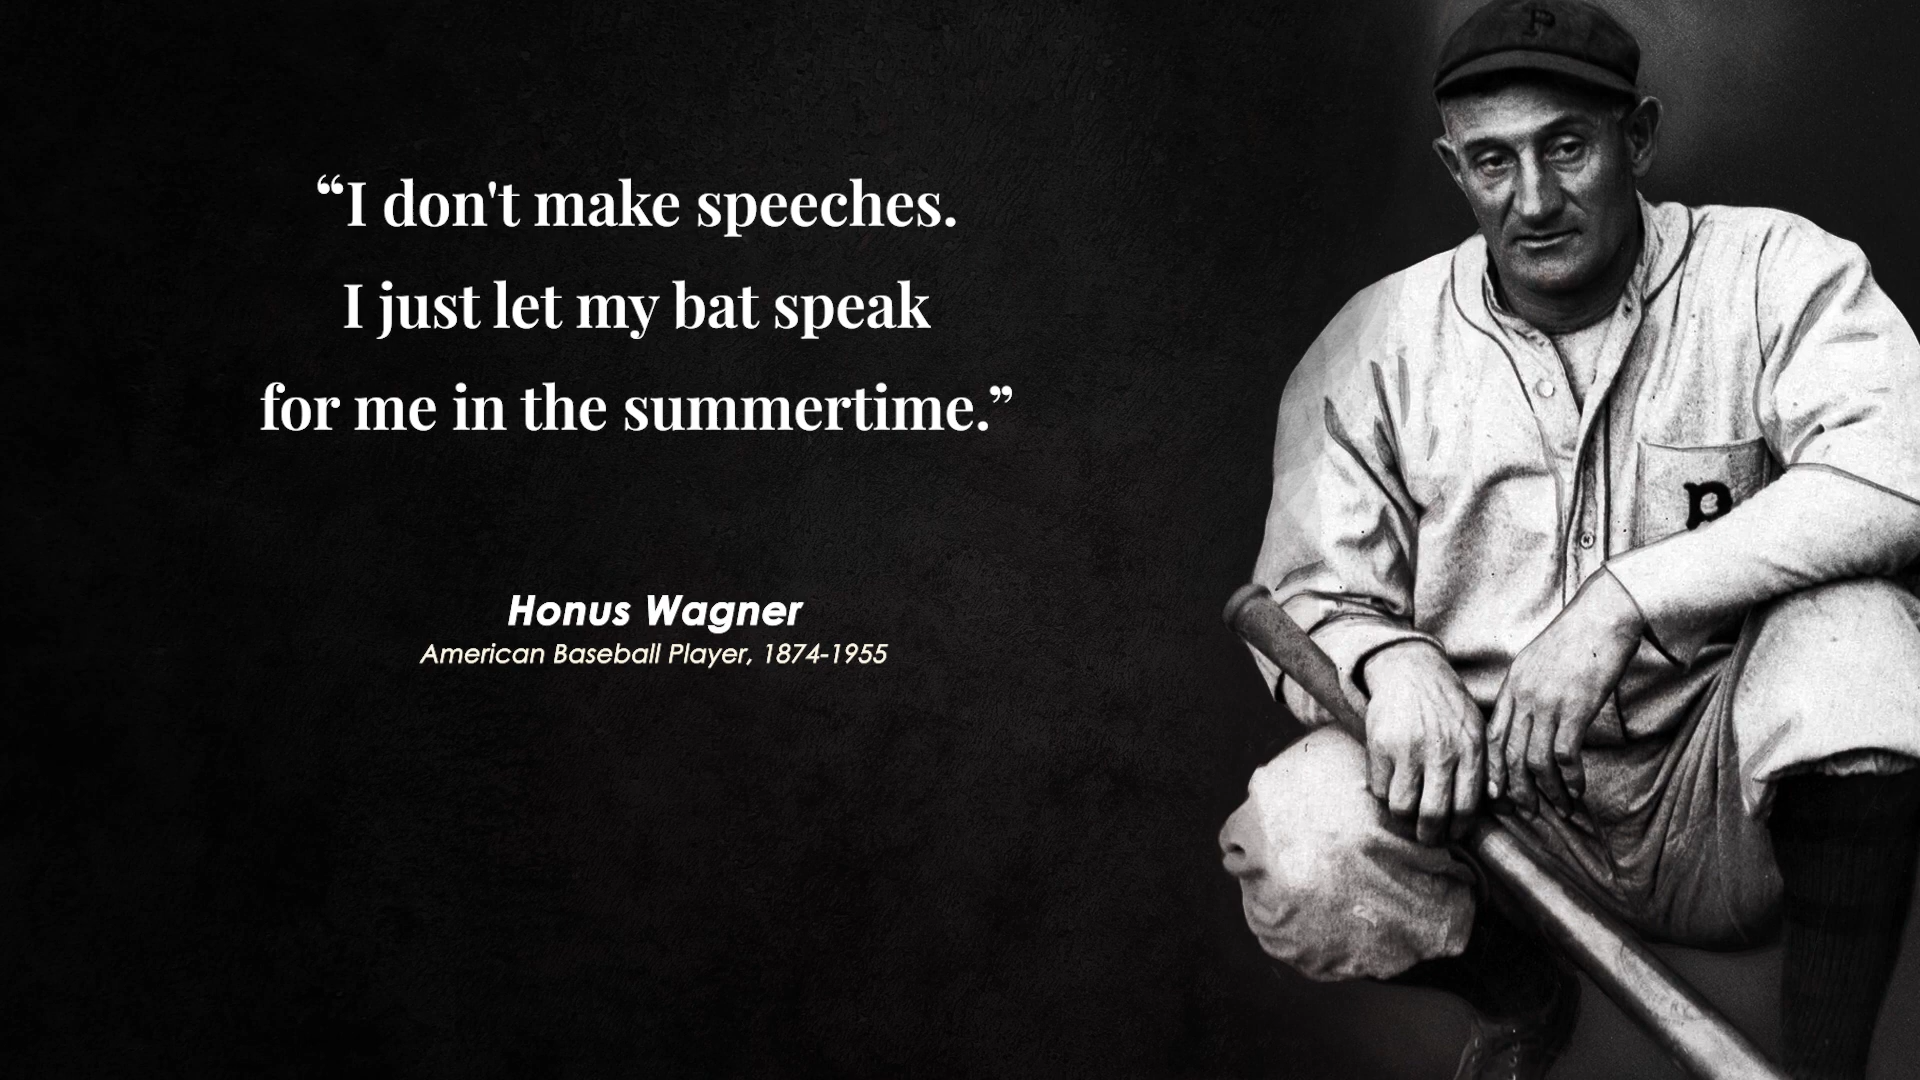 “I don't make speeches.
I just let my bat speak
for me in the summertime.”
Honus Wagner
American Baseball Player, 1874-1955
P
P